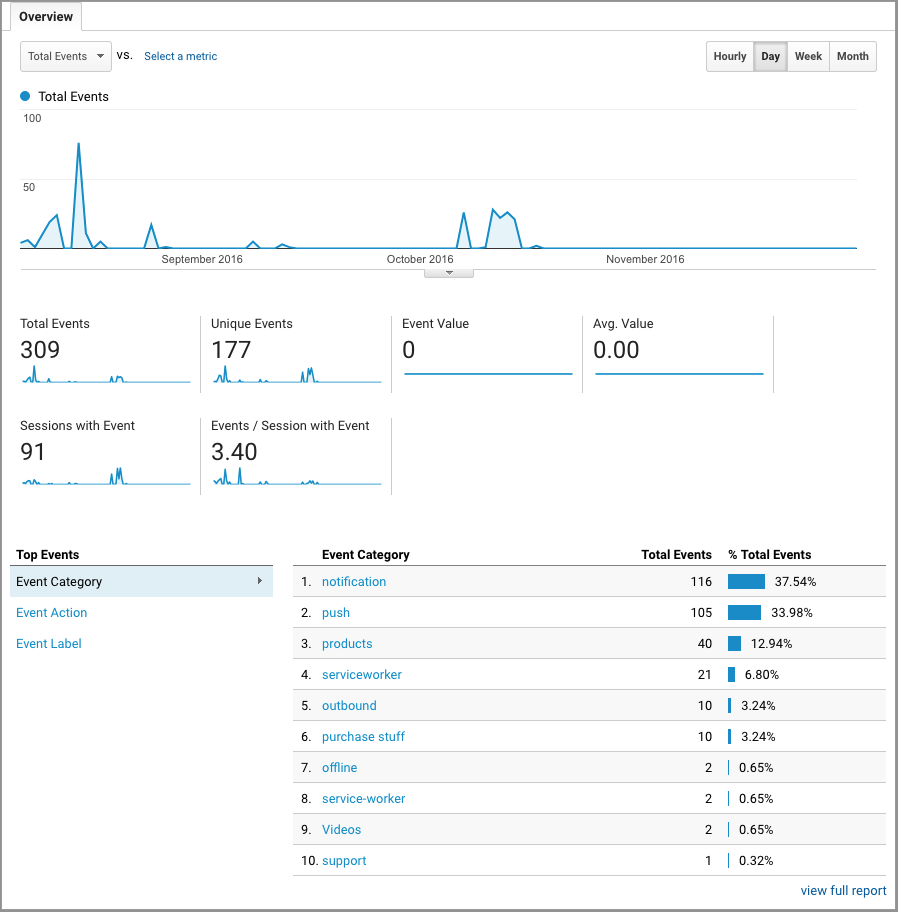 Overview
Total Events vs. Select a metric Hourly Day Week Month
Total Events
100
50
September 2016 October 2016 November 2016
Total Events Unique Events Event Value Avg. Value
309 177 0 0.00
Sessions with Event Events / Session with Event
91 3.40
Top Events Event Category Total Events % Total Events
Event Category 1. notification 116 37.54%
Event Action 2. push 105 33.98%
Event Label 3. products 40 12.94%
4. serviceworker 21 6.80%
5. outbound 10 3.24%
6. purchase stuff 10 3.24%
7. offline 2 0.65%
8. service-worker 2 0.65%
9. Videos 2 0.65%
10. support 1 0.32%
view full report